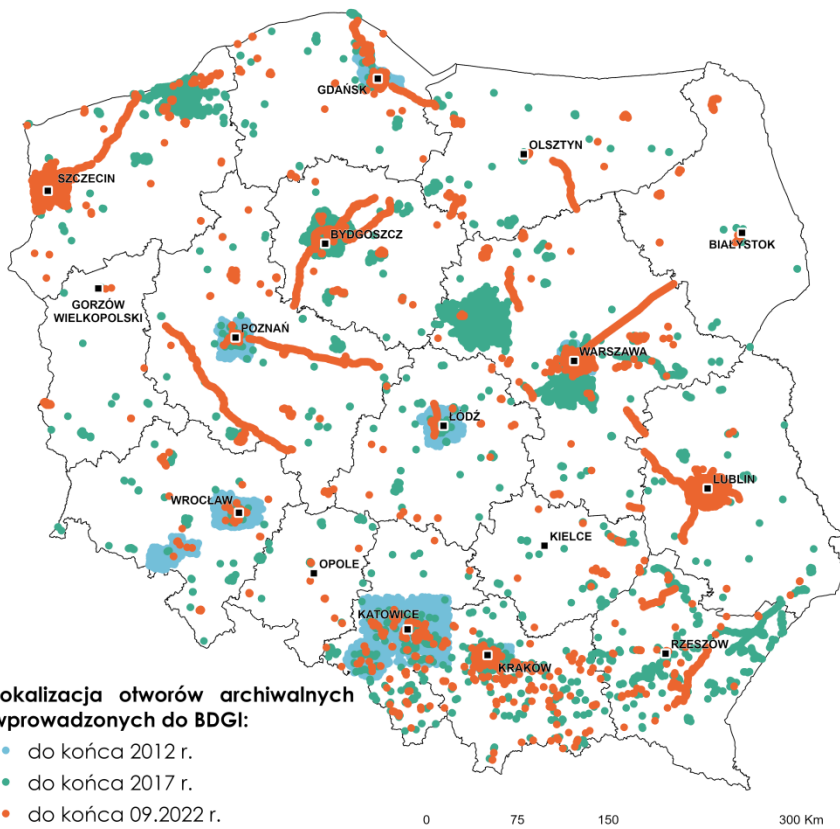 GDAŃSK
OLSZTYN
SZCZECIN
BYDGOSZCZ
BIAŁYSTOK
GORZÓW
WIELKOPOLSKI
POZNAŃ
WARSZAWA
ŁÓDŹ
LUBLIN
WROCŁAW
KIELCE
OPOLE
KATOWICE
RZESZÓW
KRAKÓW
okalizacja otworów archiwalnych
wprowadzonych do BDGI:
do końca 2012 r.
do końca 2017 r.
do końca 09.2022 r.
0 75 150 300 Km